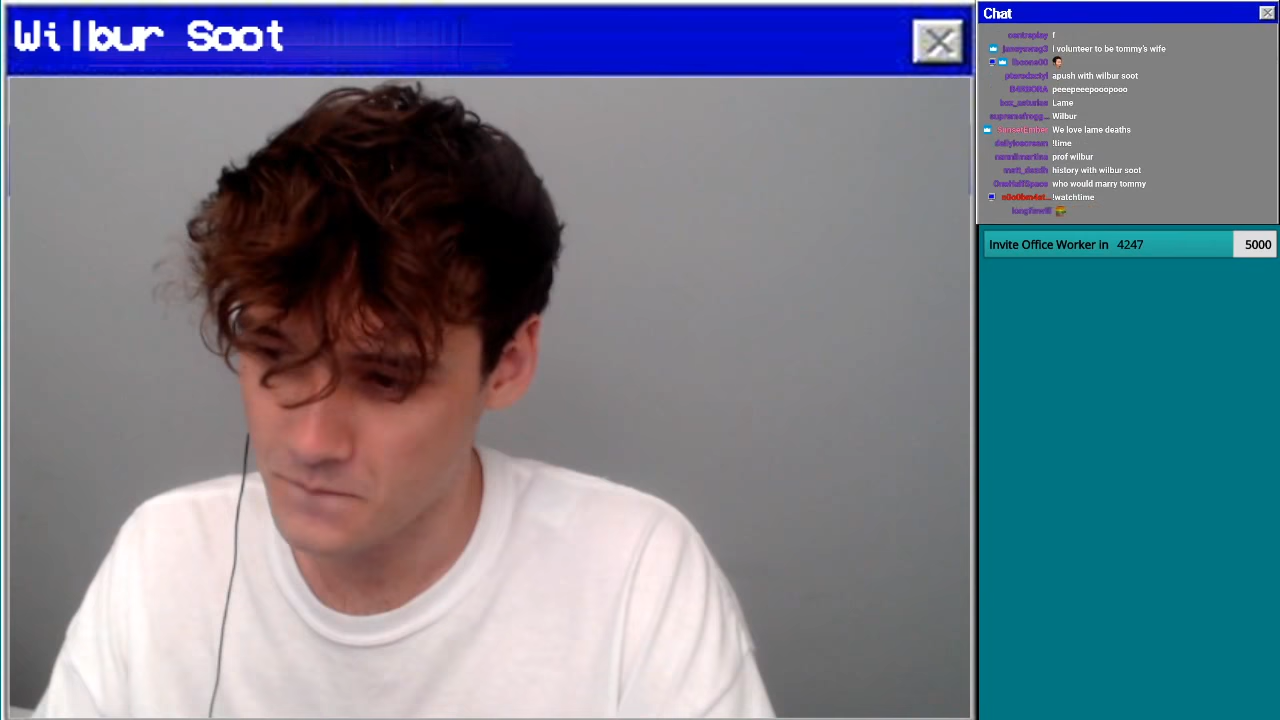 Wilbur Soot
Chat
f
I volunteer to be tommy's wife
apush with wilbur soot
peeepeeepooopooo
Lame
Wilbur
SunsetEmber We love lame deaths
!time
prof wilbur
history with wilbur soot
who would marry tommy
!watchtime
Invite Office Worker in 4247
5000